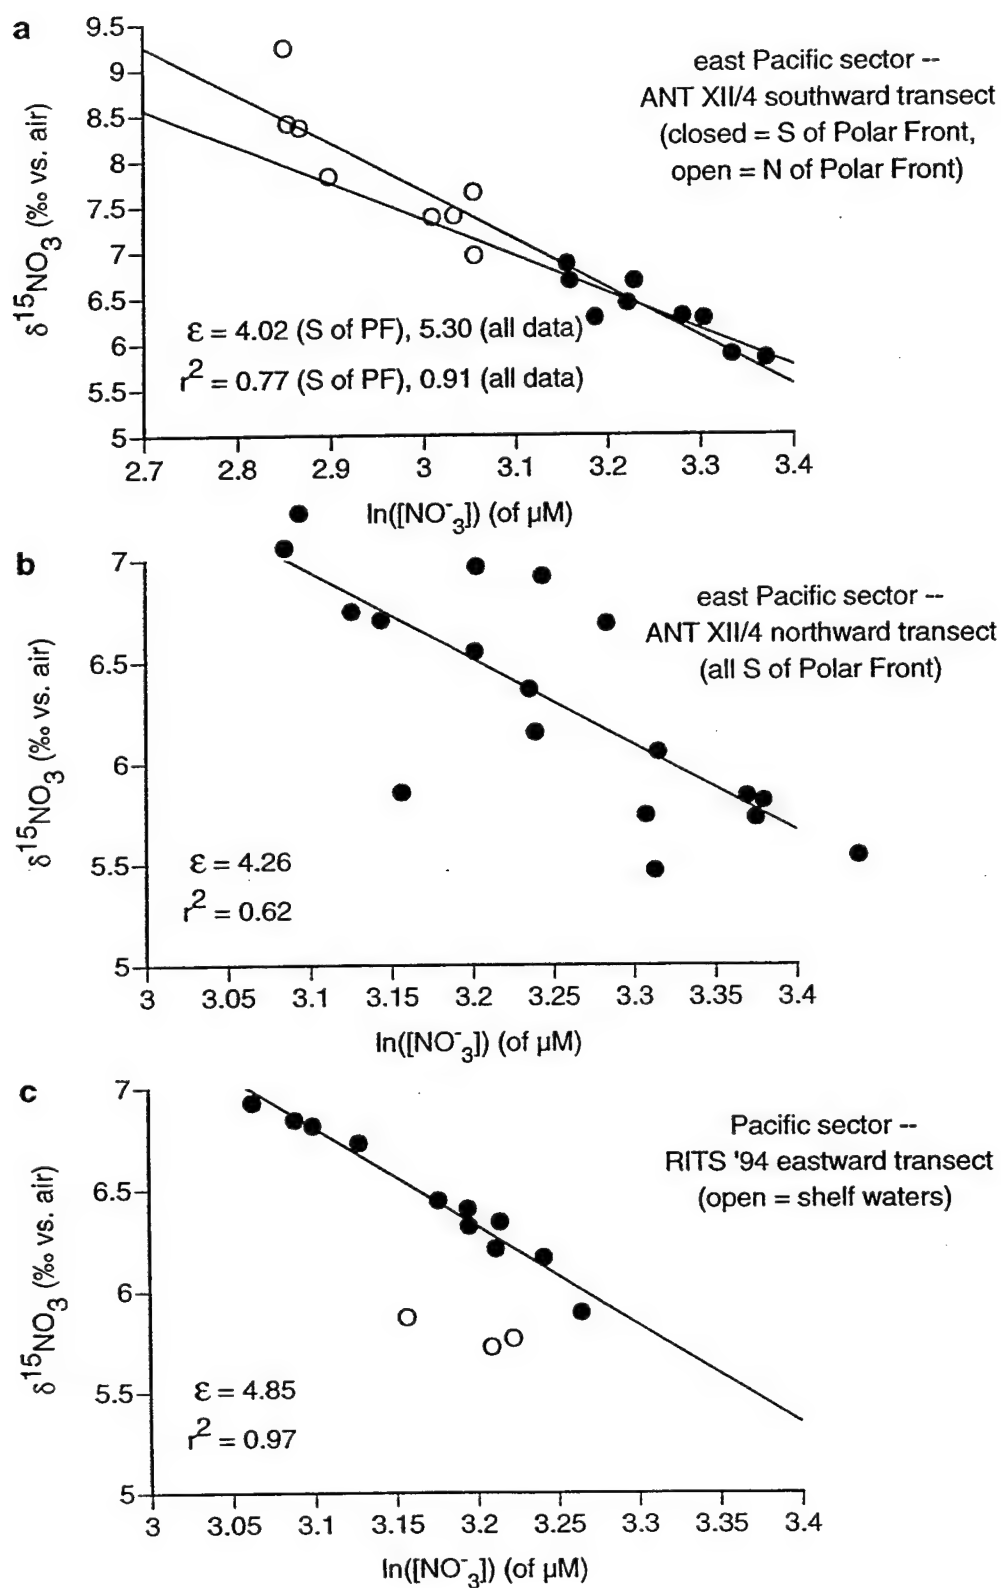 a
9.5
9
8.5
8
7.5
7
6.5
6
5.5
5
δ15NO3 (‰ vs. air)
east Pacific sector --
ANT XII/4 southward transect
(closed = S of Polar Front,
open = N of Polar Front)
ε = 4.02 (S of PF), 5.30 (all data)
r2 = 0.77 (S of PF), 0.91 (all data)
2.7 2.8 2.9 3 3.1 3.2 3.3 3.4
ln([NO-3]) (of µM)
b
7
6.5
6
5.5
5
δ15NO3 (‰ vs. air)
east Pacific sector --
ANT XII/4 northward transect
(all S of Polar Front)
ε = 4.26
r2 = 0.62
3 3.05 3.1 3.15 3.2 3.25 3.3 3.35 3.4
ln([NO-3]) (of µM)
c
7
6.5
6
5.5
5
δ15NO3 (‰ vs. air)
Pacific sector --
RITS '94 eastward transect
(open = shelf waters)
ε = 4.85
r2 = 0.97
3 3.05 3.1 3.15 3.2 3.25 3.3 3.35 3.4
ln([NO-3]) (of µM)